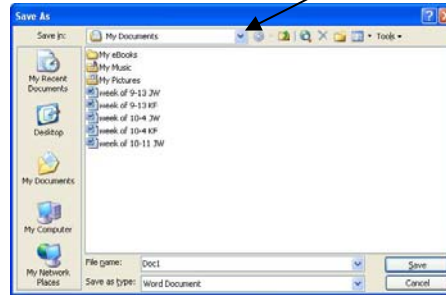 Save As
Save in:
My Documents
Tools
My Recent
Documents
Desktop
My Documents
My Computer
My Network
Places
My eBooks
My Music
My Pictures
week of 9-13 JW
week of 9-13 KF
week of 10-4 JW
week of 10-4 KF
week of 10-11 JW
File name:
Doc1
Save
Save as type:
Word Document
Cancel